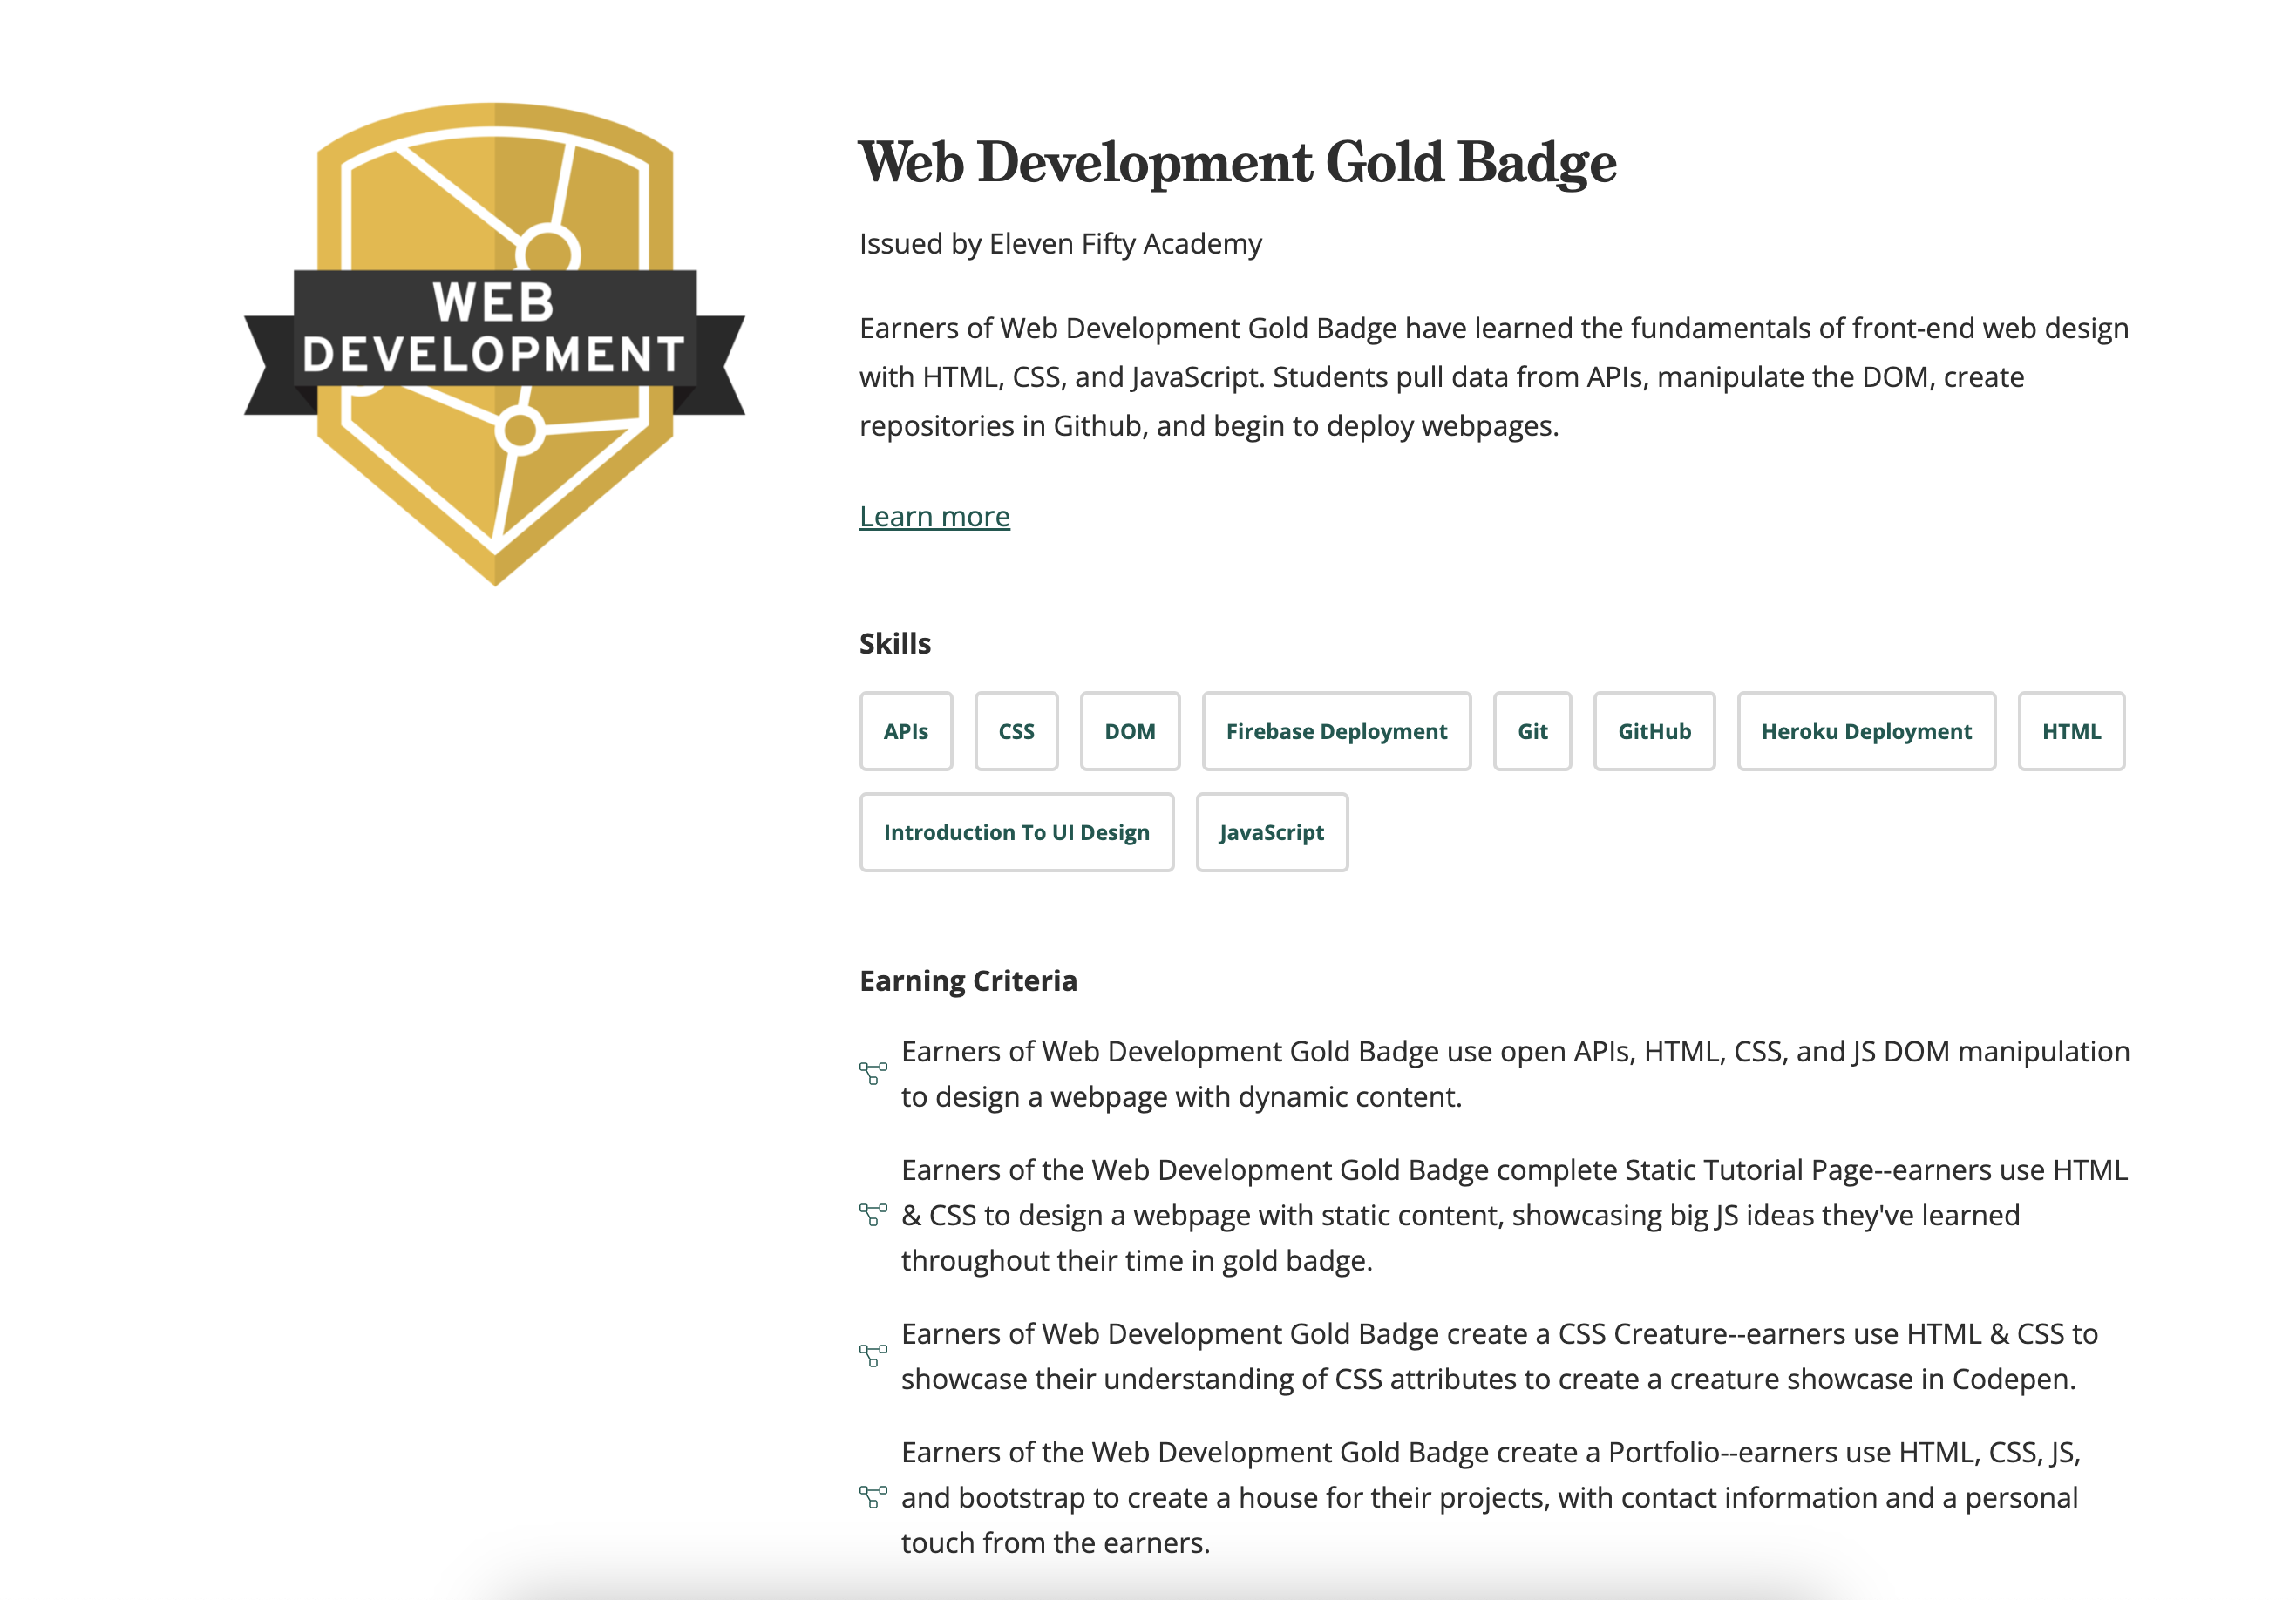 WEB
DEVELOPMENT
Web Development Gold Badge
Issued by Eleven Fifty Academy
Earners of Web Development Gold Badge have learned the fundamentals of front-end web design
with HTML, CSS, and JavaScript. Students pull data from APIs, manipulate the DOM, create
repositories in Github, and begin to deploy webpages.
Learn more
Skills
APIs CSS DOM Firebase Deployment Git GitHub Heroku Deployment HTML
Introduction To UI Design JavaScript
Earning Criteria
Earners of Web Development Gold Badge use open APIs, HTML, CSS, and JS DOM manipulation
to design a webpage with dynamic content.
Earners of the Web Development Gold Badge complete Static Tutorial Page--earners use HTML
& CSS to design a webpage with static content, showcasing big JS ideas they've learned
throughout their time in gold badge.
Earners of Web Development Gold Badge create a CSS Creature--earners use HTML & CSS to
showcase their understanding of CSS attributes to create a creature showcase in Codepen.
Earners of the Web Development Gold Badge create a Portfolio--earners use HTML, CSS, JS,
and bootstrap to create a house for their projects, with contact information and a personal
touch from the earners.